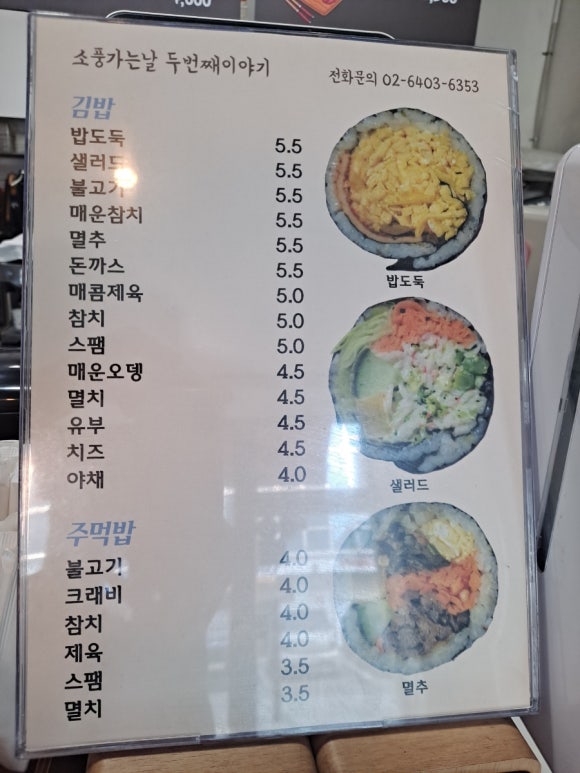 소풍가는날 두번째이야기
전화문의 02-6403-6353
김밥
밥도둑 5.5
샐러드 5.5
불고기 5.5
매운참치 5.5
멸추 5.5
돈까스 5.5
매콤제육 5.0
참치 5.0
스팸 5.0
매운오뎅 4.5
멸치 4.5
유부 4.5
치즈 4.5
야채 4.0
주먹밥
불고기 4.0
크래비 4.0
참치 4.0
제육 4.0
스팸 3.5
멸치 3.5
밥도둑
샐러드
멸추